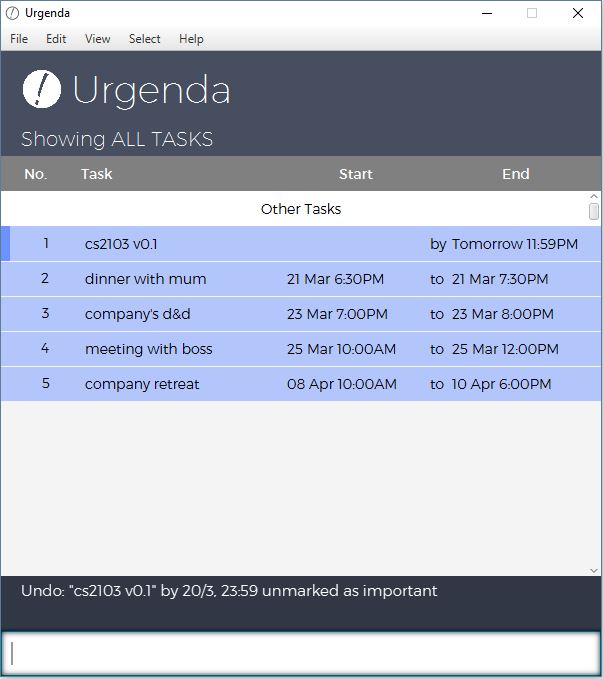 Urgenda
File Edit View Select Help
Urgenda
Showing ALL TASKS
No. Task Start End
Other Tasks
1 cs2103 v0.1 by Tomorrow 11:59PM
2 dinner with mum 21 Mar 6:30PM to 21 Mar 7:30PM
3 company's d&d 23 Mar 7:00PM to 23 Mar 8:00PM
4 meeting with boss 25 Mar 10:00AM to 25 Mar 12:00PM
5 company retreat 08 Apr 10:00AM to 10 Apr 6:00PM
Undo: "cs2103 v0.1" by 20/3, 23:59 unmarked as important